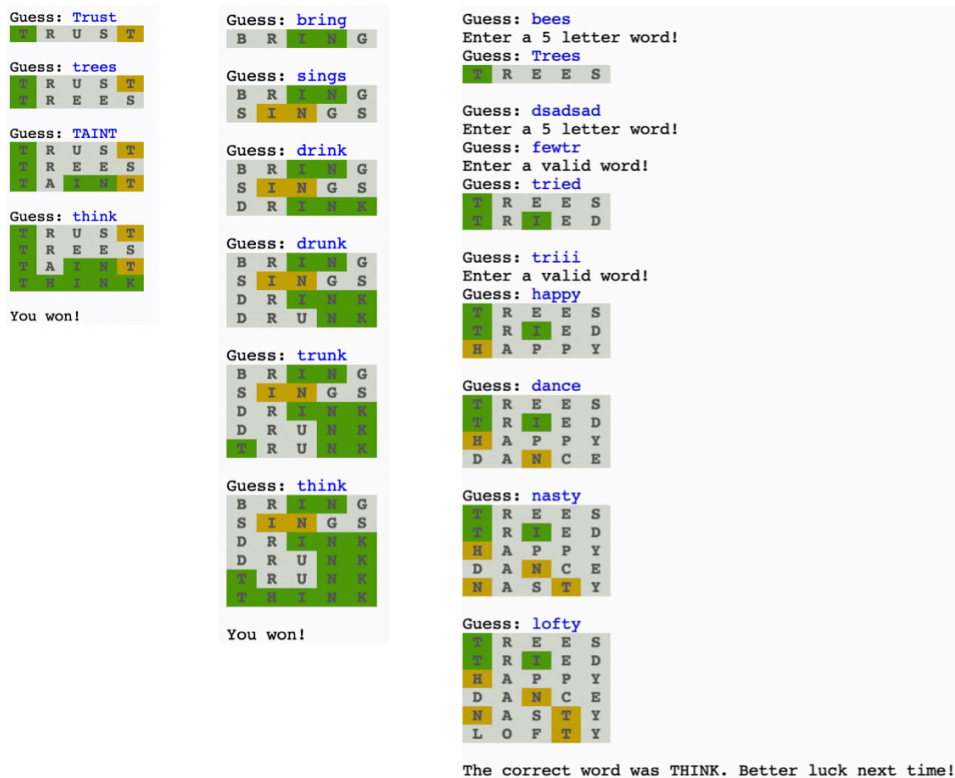 Guess: Trust
T R U S T
Guess: trees
T R U S T
T R E E S
Guess: TAINT
T R U S T
T R E E S
T A I N T
Guess: think
T R U S T
T R E E S
T A I N T
T H I N K
You won!
Guess: bring
B R I N G
Guess: sings
B R I N G
S I N G S
Guess: drink
B R I N G
S I N G S
D R I N K
Guess: drunk
B R I N G
S I N G S
D R I N K
D R U N K
Guess: trunk
B R I N G
S I N G S
D R I N K
D R U N K
T R U N K
Guess: think
B R I N G
S I N G S
D R I N K
D R U N K
T R U N K
T H I N K
You won!
Guess: bees
Enter a 5 letter word!
Guess: Trees
T R E E S
Guess: dsadsad
Enter a 5 letter word!
Guess: fewtr
Enter a valid word!
Guess: tried
T R E E S
T R I E D
Guess: triii
Enter a valid word!
Guess: happy
T R E E S
T R I E D
H A P P Y
Guess: dance
T R E E S
T R I E D
H A P P Y
D A N C E
Guess: nasty
T R E E S
T R I E D
H A P P Y
D A N C E
N A S T Y
Guess: lofty
T R E E S
T R I E D
H A P P Y
D A N C E
N A S T Y
L O F T Y
The correct word was THINK. Better luck next time!